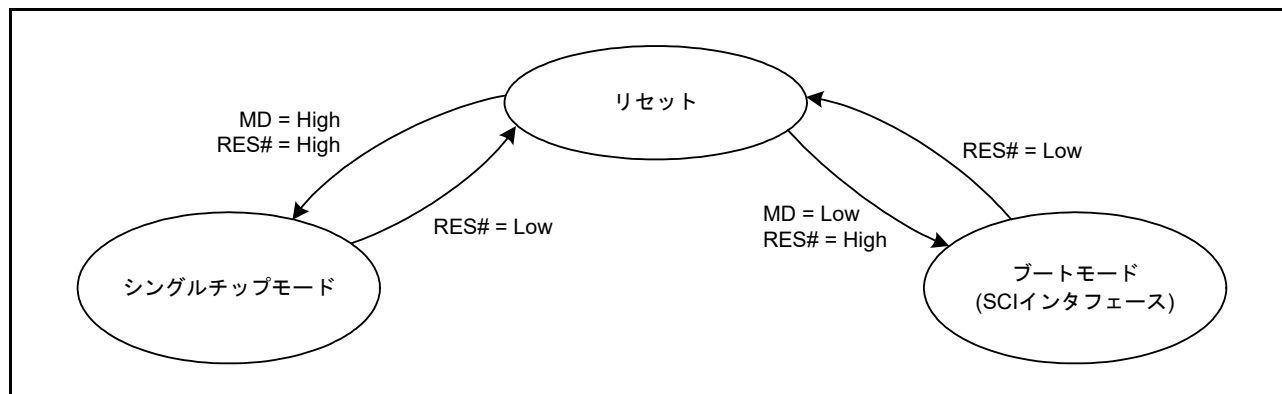 リセット
MD = High
RES# = High
RES# = Low
RES# = Low
MD = Low
RES# = High
シングルチップモード
ブートモード
(SCIインタフェース)